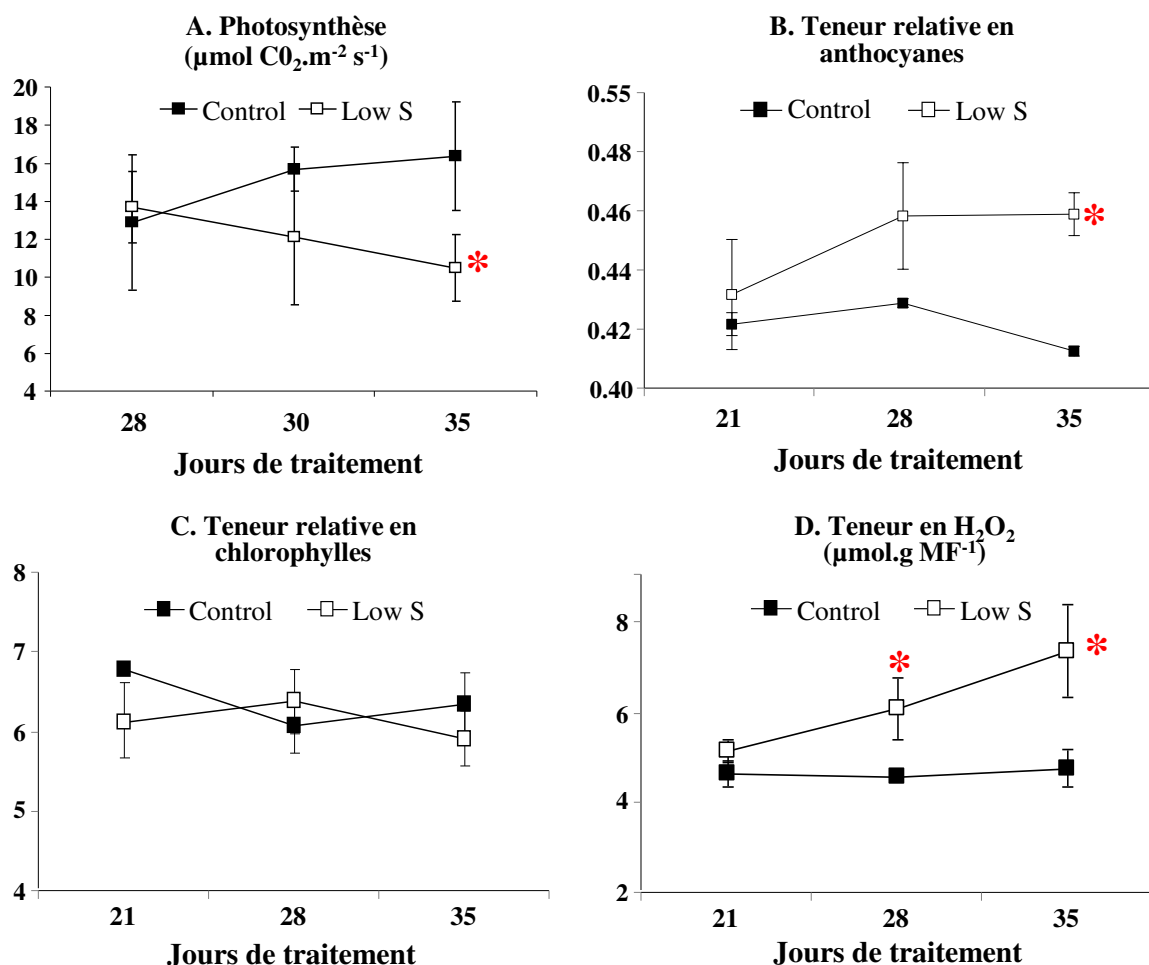 A. Photosynthèse
(µmol C0₂.m⁻² s⁻¹)
20
18
16
14
12
10
8
6
4
Control
Low S
28
30
35
Jours de traitement
B. Teneur relative en
anthocyanes
0.55
0.48
0.46
0.44
0.42
0.40
Control
Low S
21
28
35
Jours de traitement
C. Teneur relative en
chlorophylles
8
7
6
5
4
Control
Low S
21
28
35
Jours de traitement
D. Teneur en H₂O₂
(µmol.g MF⁻¹)
8
6
4
2
Control
Low S
21
28
35
Jours de traitement